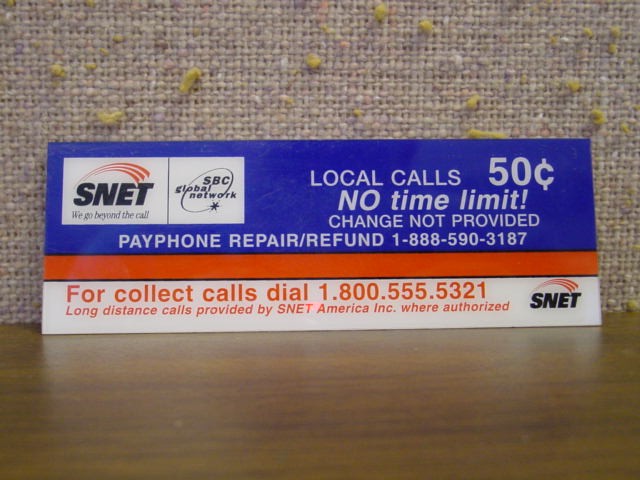 SNET
We go beyond the call
SBC
global
network
LOCAL CALLS 50¢
NO time limit!
CHANGE NOT PROVIDED
PAYPHONE REPAIR/REFUND 1-888-590-3187
For collect calls dial 1.800.555.5321
Long distance calls provided by SNET America Inc. where authorized
SNET